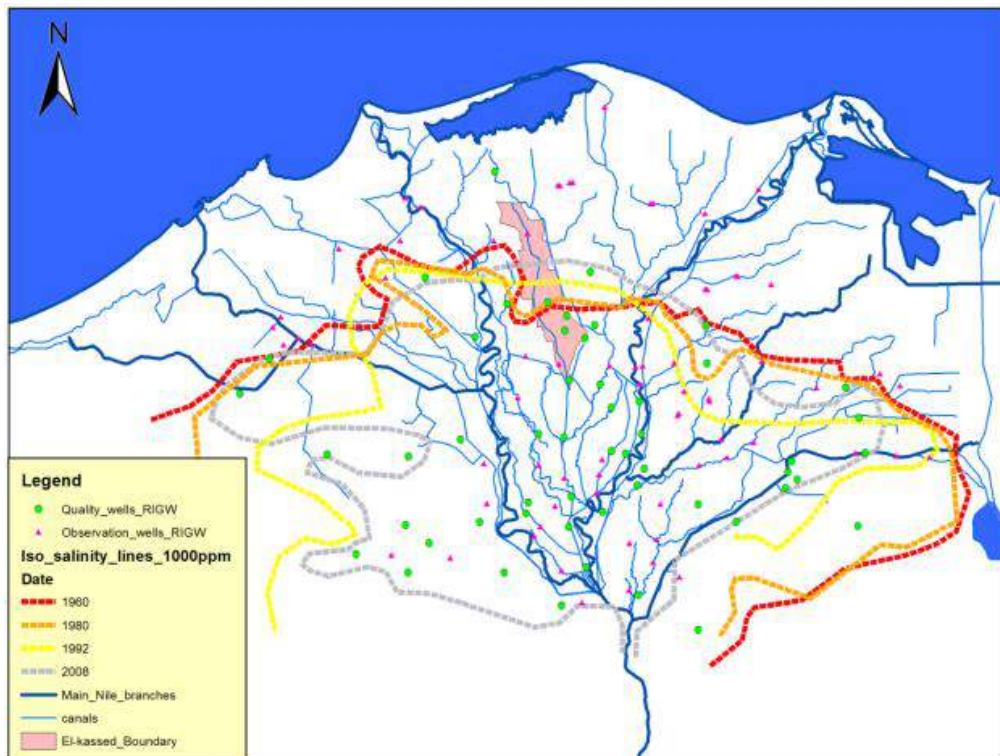 N
Legend
Quality_wells_RIGW
Observation_wells_RIGW
Iso_salinity_lines_1000ppm
Date
1960
1980
1992
2008
Main_Nile_branches
canals
El-kassed_Boundary